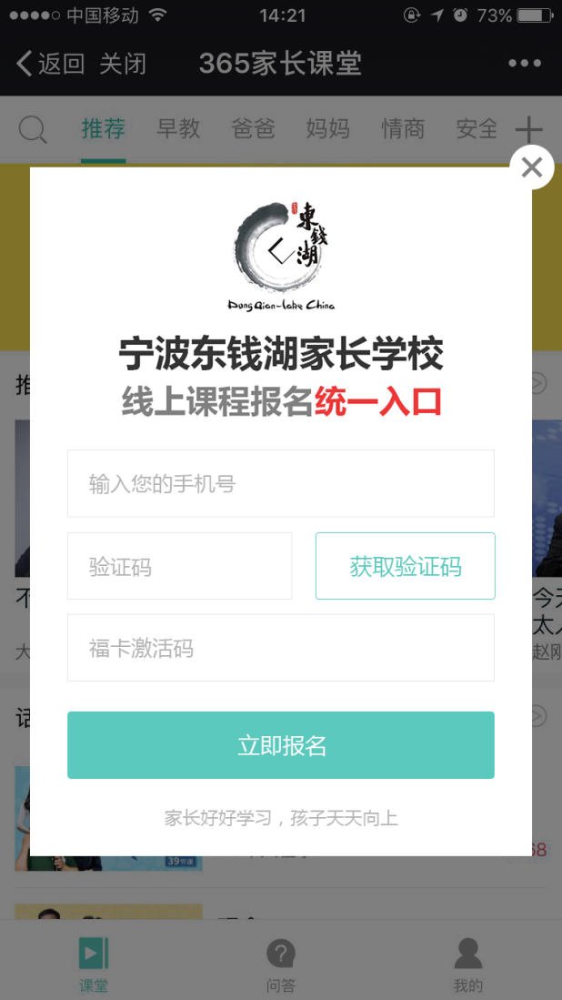 中国移动 14:21 73%
返回 关闭 365家长课堂
推荐 早教 爸爸 妈妈 情商 安全
東錢湖
DongQian-lake China
宁波东钱湖家长学校
线上课程报名统一入口
输入您的手机号
验证码 获取验证码
福卡激活码
立即报名
家长好好学习，孩子天天向上
推
不
今天
太
大
赵刚
话
39节课
68
课堂 问答 我的